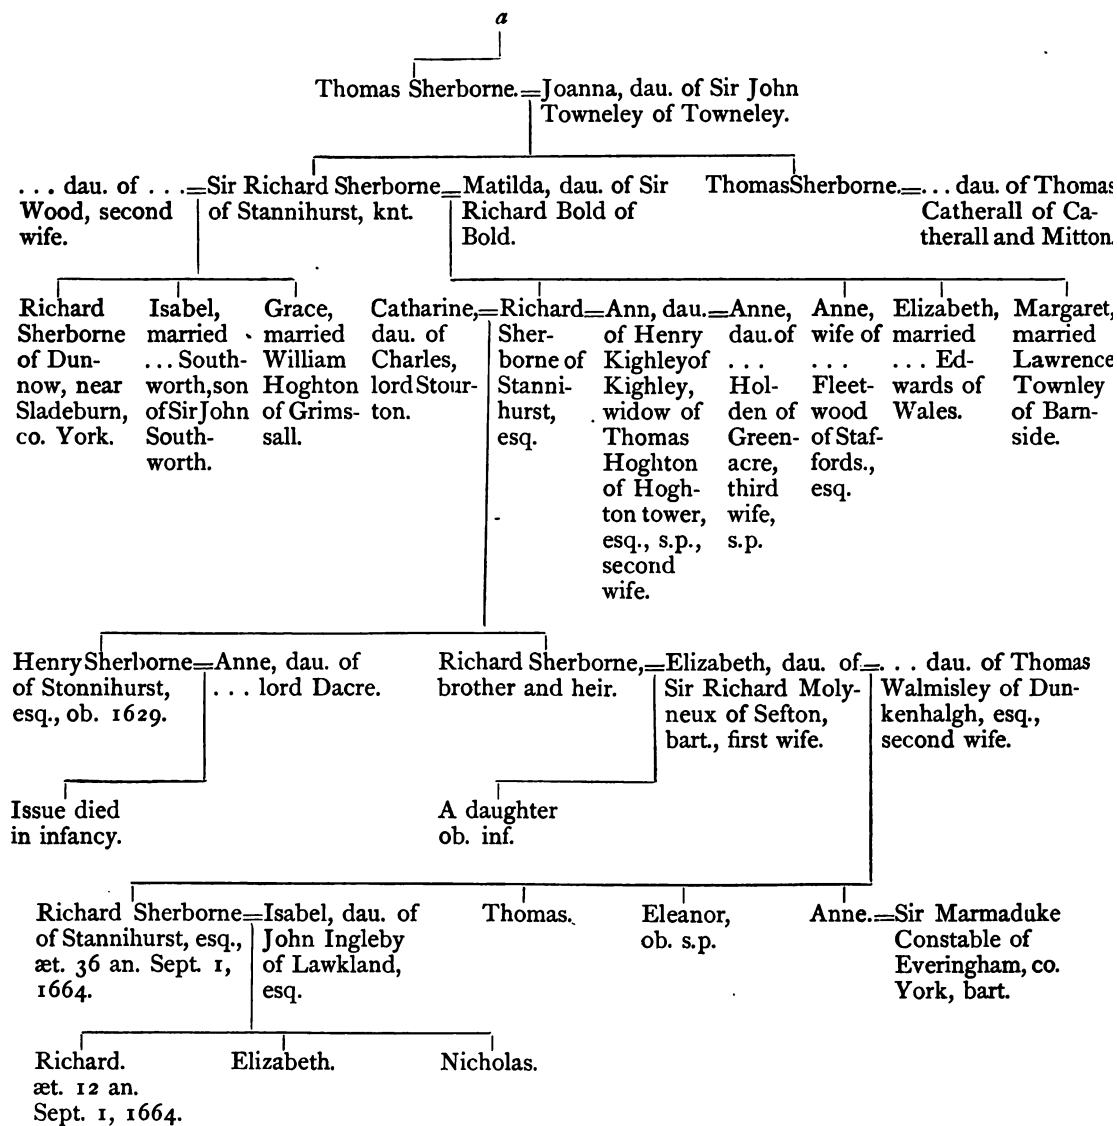 a
Thomas Sherborne.=Joanna, dau. of Sir John
Towneley of Towneley.
... dau. of ...=Sir Richard Sherborne=Matilda, dau. of Sir
Wood, second
wife.
of Stannihurst, knt.
Richard Bold of
Bold.
ThomasSherborne.=... dau. of Thomas
Catherall of Ca-
therall and Mitton.
Richard
Sherborne
of Dun-
now, near
Sladeburn,
co. York.
Isabel,
married
... South-
worth,son
ofSirJohn
South-
worth.
Grace,
married
William
Hoghton
of Grims-
sall.
Catharine,=
dau. of
Charles,
lordStour-
ton.
Richard=
Sher-
borne of
Stanni-
hurst,
esq.
Ann, dau.=
of Henry
Kighleyof
Kighley,
widow of
Thomas
Hoghton
of Hogh-
ton tower,
esq., s.p.,
second
wife.
Anne,
dau.of
...
Hol-
den of
Green-
acre,
third
wife,
s.p.
Anne,
wife of
...
Fleet-
wood
of Staf-
fords.,
esq.
Elizabeth,
married
... Ed-
wards of
Wales.
Margaret,
married
Lawrence
Townley
of Barn-
side.
HenrySherborne=Anne, dau. of
of Stonnihurst,
esq., ob. 1629.
... lord Dacre.
Richard Sherborne,=Elizabeth, dau. of=... dau. of Thomas
brother and heir.
Sir Richard Moly-
neux of Sefton,
bart., first wife.
Walmisley of Dun-
kenhalgh, esq.,
second wife.
Issue died
in infancy.
A daughter
ob. inf.
Richard Sherborne=Isabel, dau. of
of Stannihurst, esq.,
æt. 36 an. Sept. 1,
1664.
John Ingleby
of Lawkland,
esq.
Thomas.
Eleanor,
ob. s.p.
Anne.=Sir Marmaduke
Constable of
Everingham, co.
York, bart.
Richard.
æt. 12 an.
Sept. 1, 1664.
Elizabeth.
Nicholas.